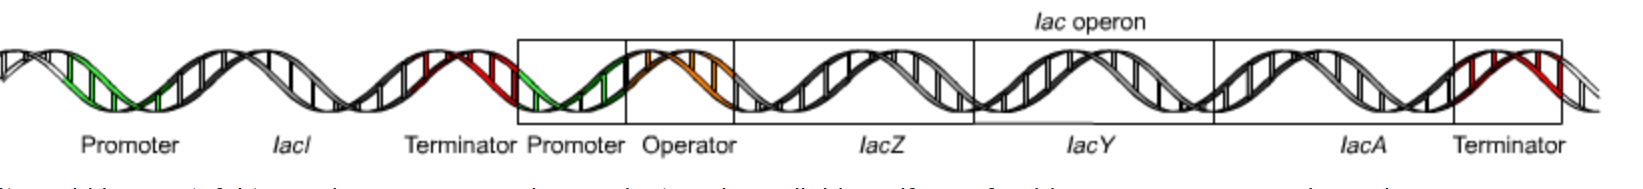 lac operon
Promoter lacI Terminator Promoter Operator lacZ lacY lacA Terminator